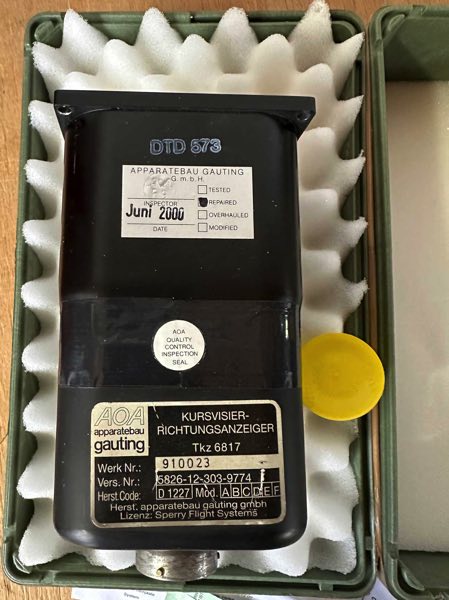 DTD 573
APPARATEBAU GAUTING
G.m.b.H.
TESTED
INSPECTOR
REPAIRED
Juni 2000
OVERHAULED
DATE
MODIFIED
AOA
QUALITY
CONTROL
INSPECTION
SEAL
AOA
apparatebau
gauting
KURSVISIER-
RICHTUNGSANZEIGER
Tkz 6817
Werk Nr.: 910023
Vers. Nr.: 5826-12-303-9774
Herst.Code: D 1227 Mod. A B C D E F
Herst. apparatebau gauting gmbh
Lizenz: Sperry Flight Systems